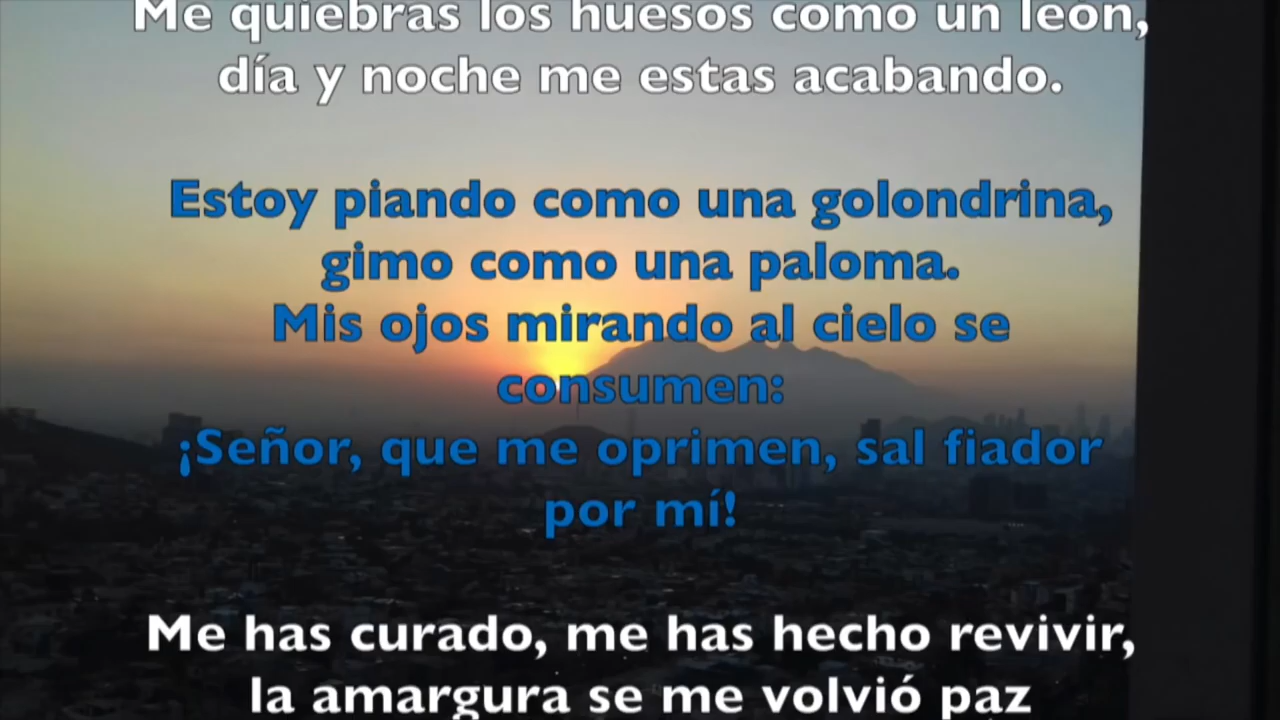 Me quiebras los huesos como un león,
día y noche me estas acabando.
Estoy piando como una golondrina,
gimo como una paloma.
Mis ojos mirando al cielo se
consumen:
¡Señor, que me oprimen, sal fiador
por mí!
Me has curado, me has hecho revivir,
la amargura se me volvió paz